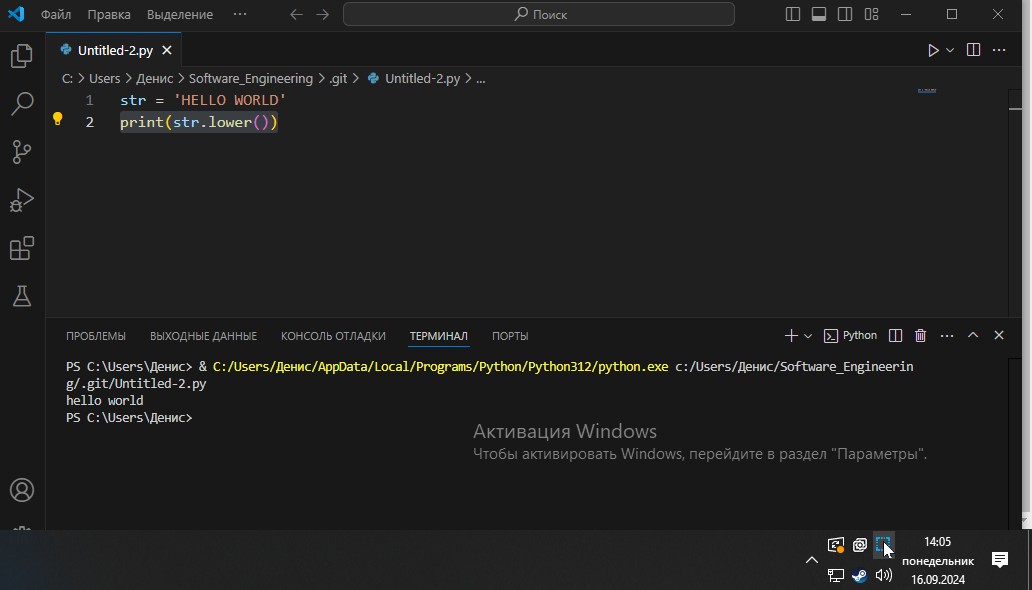 Файл Правка Выделение ··· Поиск
Untitled-2.py
C: > Users > Денис > Software_Engineering > .git > Untitled-2.py > ...
1 str = 'HELLO WORLD'
2 print(str.lower())
ПРОБЛЕМЫ ВЫХОДНЫЕ ДАННЫЕ КОНСОЛЬ ОТЛАДКИ ТЕРМИНАЛ ПОРТЫ Python
PS C:\Users\Денис> & C:/Users/Денис/AppData/Local/Programs/Python/Python312/python.exe c:/Users/Денис/Software_Engineerin
g/.git/Untitled-2.py
hello world
PS C:\Users\Денис>
Активация Windows
Чтобы активировать Windows, перейдите в раздел "Параметры".
14:05
понедельник
16.09.2024